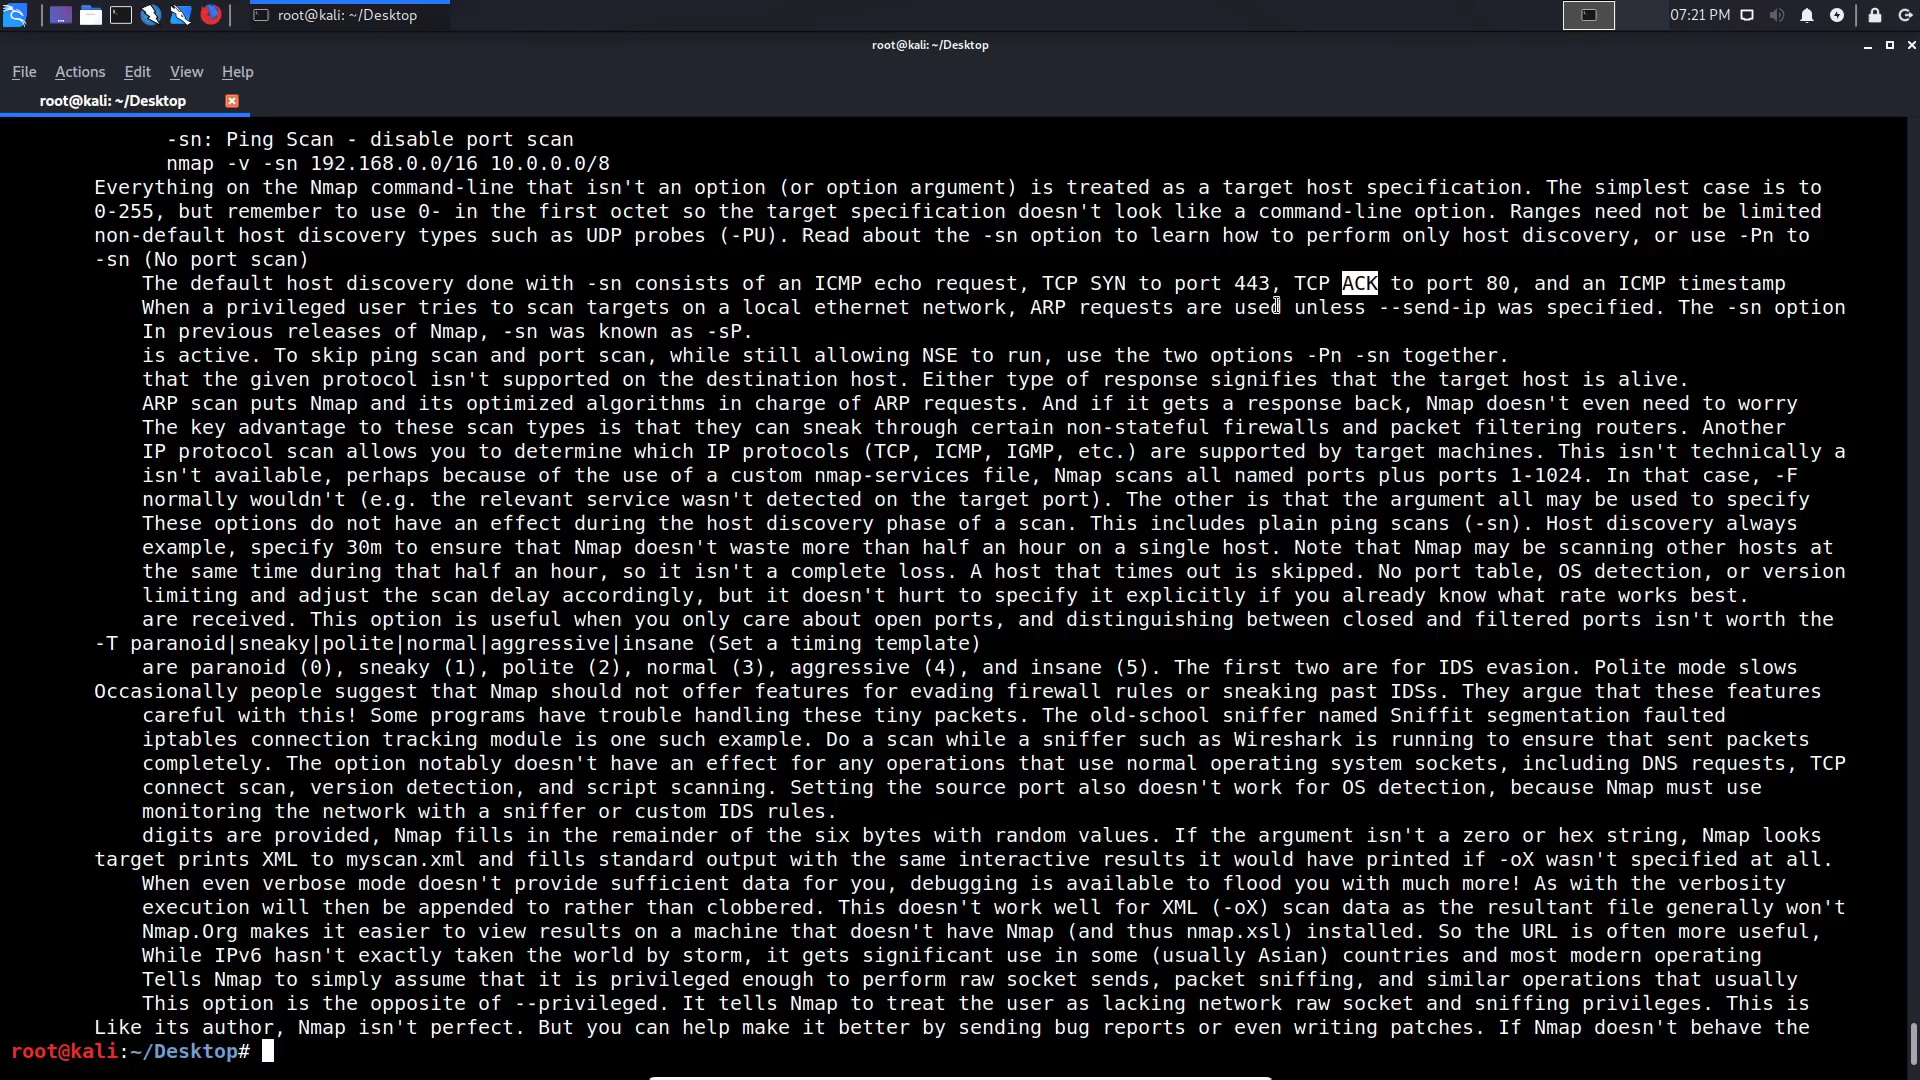 root@kali: ~/Desktop
07:21 PM
root@kali: ~/Desktop
File Actions Edit View Help
root@kali: ~/Desktop
-sn: Ping Scan - disable port scan
nmap -v -sn 192.168.0.0/16 10.0.0.0/8
Everything on the Nmap command-line that isn't an option (or option argument) is treated as a target host specification. The simplest case is to
0-255, but remember to use 0- in the first octet so the target specification doesn't look like a command-line option. Ranges need not be limited
non-default host discovery types such as UDP probes (-PU). Read about the -sn option to learn how to perform only host discovery, or use -Pn to
-sn (No port scan)
The default host discovery done with -sn consists of an ICMP echo request, TCP SYN to port 443, TCP ACK to port 80, and an ICMP timestamp
When a privileged user tries to scan targets on a local ethernet network, ARP requests are used unless --send-ip was specified. The -sn option
In previous releases of Nmap, -sn was known as -sP.
is active. To skip ping scan and port scan, while still allowing NSE to run, use the two options -Pn -sn together.
that the given protocol isn't supported on the destination host. Either type of response signifies that the target host is alive.
ARP scan puts Nmap and its optimized algorithms in charge of ARP requests. And if it gets a response back, Nmap doesn't even need to worry
The key advantage to these scan types is that they can sneak through certain non-stateful firewalls and packet filtering routers. Another
IP protocol scan allows you to determine which IP protocols (TCP, ICMP, IGMP, etc.) are supported by target machines. This isn't technically a
isn't available, perhaps because of the use of a custom nmap-services file, Nmap scans all named ports plus ports 1-1024. In that case, -F
normally wouldn't (e.g. the relevant service wasn't detected on the target port). The other is that the argument all may be used to specify
These options do not have an effect during the host discovery phase of a scan. This includes plain ping scans (-sn). Host discovery always
example, specify 30m to ensure that Nmap doesn't waste more than half an hour on a single host. Note that Nmap may be scanning other hosts at
the same time during that half an hour, so it isn't a complete loss. A host that times out is skipped. No port table, OS detection, or version
limiting and adjust the scan delay accordingly, but it doesn't hurt to specify it explicitly if you already know what rate works best.
are received. This option is useful when you only care about open ports, and distinguishing between closed and filtered ports isn't worth the
-T paranoid|sneaky|polite|normal|aggressive|insane (Set a timing template)
are paranoid (0), sneaky (1), polite (2), normal (3), aggressive (4), and insane (5). The first two are for IDS evasion. Polite mode slows
Occasionally people suggest that Nmap should not offer features for evading firewall rules or sneaking past IDSs. They argue that these features
careful with this! Some programs have trouble handling these tiny packets. The old-school sniffer named Sniffit segmentation faulted
iptables connection tracking module is one such example. Do a scan while a sniffer such as Wireshark is running to ensure that sent packets
completely. The option notably doesn't have an effect for any operations that use normal operating system sockets, including DNS requests, TCP
connect scan, version detection, and script scanning. Setting the source port also doesn't work for OS detection, because Nmap must use
monitoring the network with a sniffer or custom IDS rules.
digits are provided, Nmap fills in the remainder of the six bytes with random values. If the argument isn't a zero or hex string, Nmap looks
target prints XML to myscan.xml and fills standard output with the same interactive results it would have printed if -oX wasn't specified at all.
When even verbose mode doesn't provide sufficient data for you, debugging is available to flood you with much more! As with the verbosity
execution will then be appended to rather than clobbered. This doesn't work well for XML (-oX) scan data as the resultant file generally won't
Nmap.Org makes it easier to view results on a machine that doesn't have Nmap (and thus nmap.xsl) installed. So the URL is often more useful,
While IPv6 hasn't exactly taken the world by storm, it gets significant use in some (usually Asian) countries and most modern operating
Tells Nmap to simply assume that it is privileged enough to perform raw socket sends, packet sniffing, and similar operations that usually
This option is the opposite of --privileged. It tells Nmap to treat the user as lacking network raw socket and sniffing privileges. This is
Like its author, Nmap isn't perfect. But you can help make it better by sending bug reports or even writing patches. If Nmap doesn't behave the
root@kali:~/Desktop#